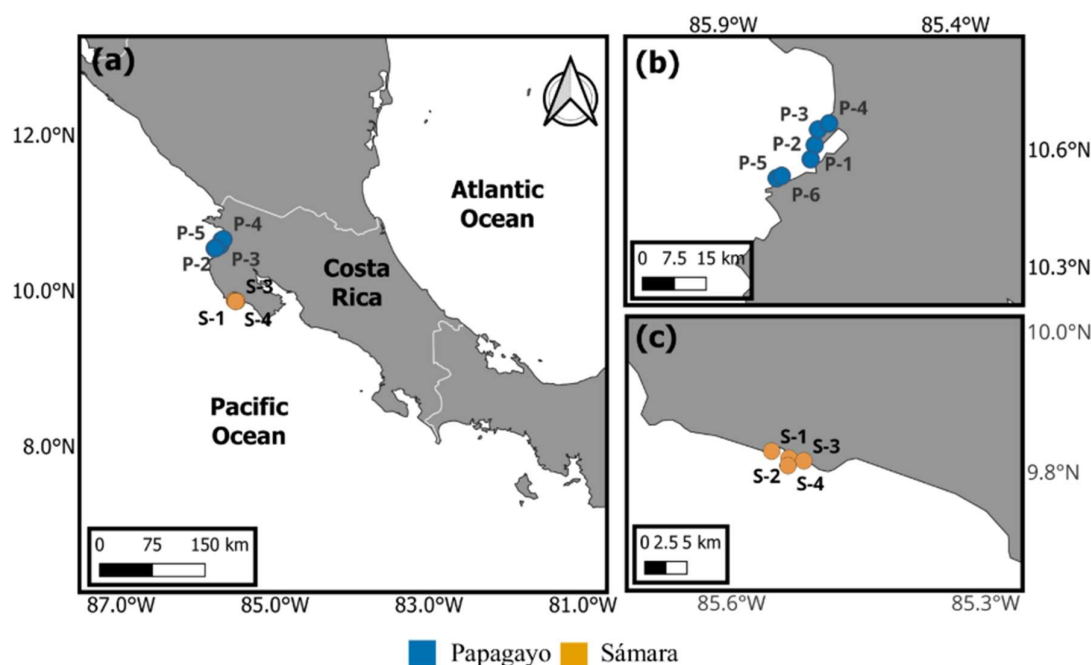 85.9°W 85.4°W
(a)
12.0°N
10.0°N
8.0°N
Atlantic
Ocean
Costa
Rica
Pacific
Ocean
P-4
P-5
P-2 P-3
S-3
S-1 S-4
0 75 150 km
87.0°W 85.0°W 83.0°W 81.0°W
(b)
P-4
P-3
P-2
P-1
P-5
P-6
10.6°N
10.3°N
0 7.5 15 km
(c)
10.0°N
9.8°N
S-1 S-3
S-2 S-4
0 2.5 5 km
85.6°W 85.3°W
Papagayo Sámara